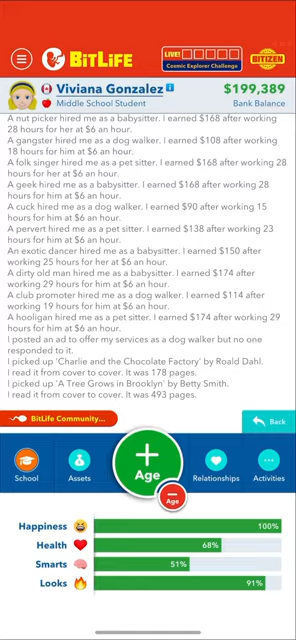 BitLife
LIVE!
Cosmic Explorer Challenge
BITIZEN
Viviana Gonzalez i
$199,389
Middle School Student
Bank Balance
A nut picker hired me as a babysitter. I earned $168 after working
28 hours for her at $6 an hour.
A gangster hired me as a dog walker. I earned $108 after working
18 hours for him at $6 an hour.
A folk singer hired me as a pet sitter. I earned $168 after working 28
hours for her at $6 an hour.
A geek hired me as a babysitter. I earned $168 after working 28
hours for him at $6 an hour.
A cuck hired me as a dog walker. I earned $90 after working 15
hours for him at $6 an hour.
A pervert hired me as a pet sitter. I earned $138 after working 23
hours for him at $6 an hour.
An exotic dancer hired me as a babysitter. I earned $150 after
working 25 hours for her at $6 an hour.
A dirty old man hired me as a babysitter. I earned $174 after
working 29 hours for him at $6 an hour.
A club promoter hired me as a dog walker. I earned $114 after
working 19 hours for him at $6 an hour.
A hooligan hired me as a pet sitter. I earned $174 after working 29
hours for him at $6 an hour.
I posted an ad to offer my services as a dog walker but no one
responded to it.
I picked up 'Charlie and the Chocolate Factory' by Roald Dahl.
I read it from cover to cover. It was 178 pages.
I picked up 'A Tree Grows in Brooklyn' by Betty Smith.
I read it from cover to cover. It was 493 pages.
BitLife Community...
Back
School
Assets
Age
Age
Relationships
Activities
Happiness 100%
Health 68%
Smarts 51%
Looks 91%